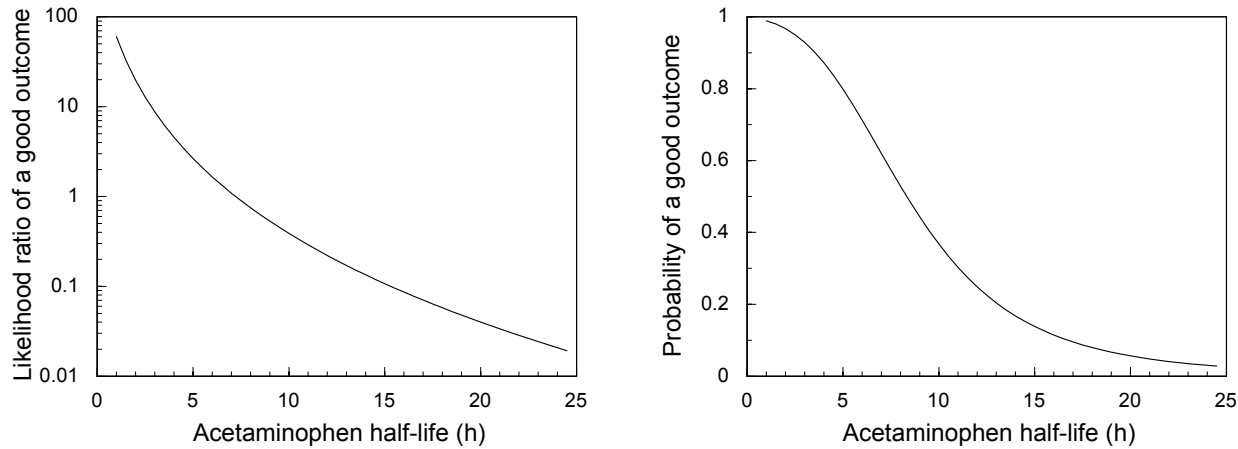 Likelihood ratio of a good outcome
100
10
1
0.1
0.01
0 5 10 15 20 25
Acetaminophen half-life (h)
Probability of a good outcome
1
0.8
0.6
0.4
0.2
0
0 5 10 15 20 25
Acetaminophen half-life (h)